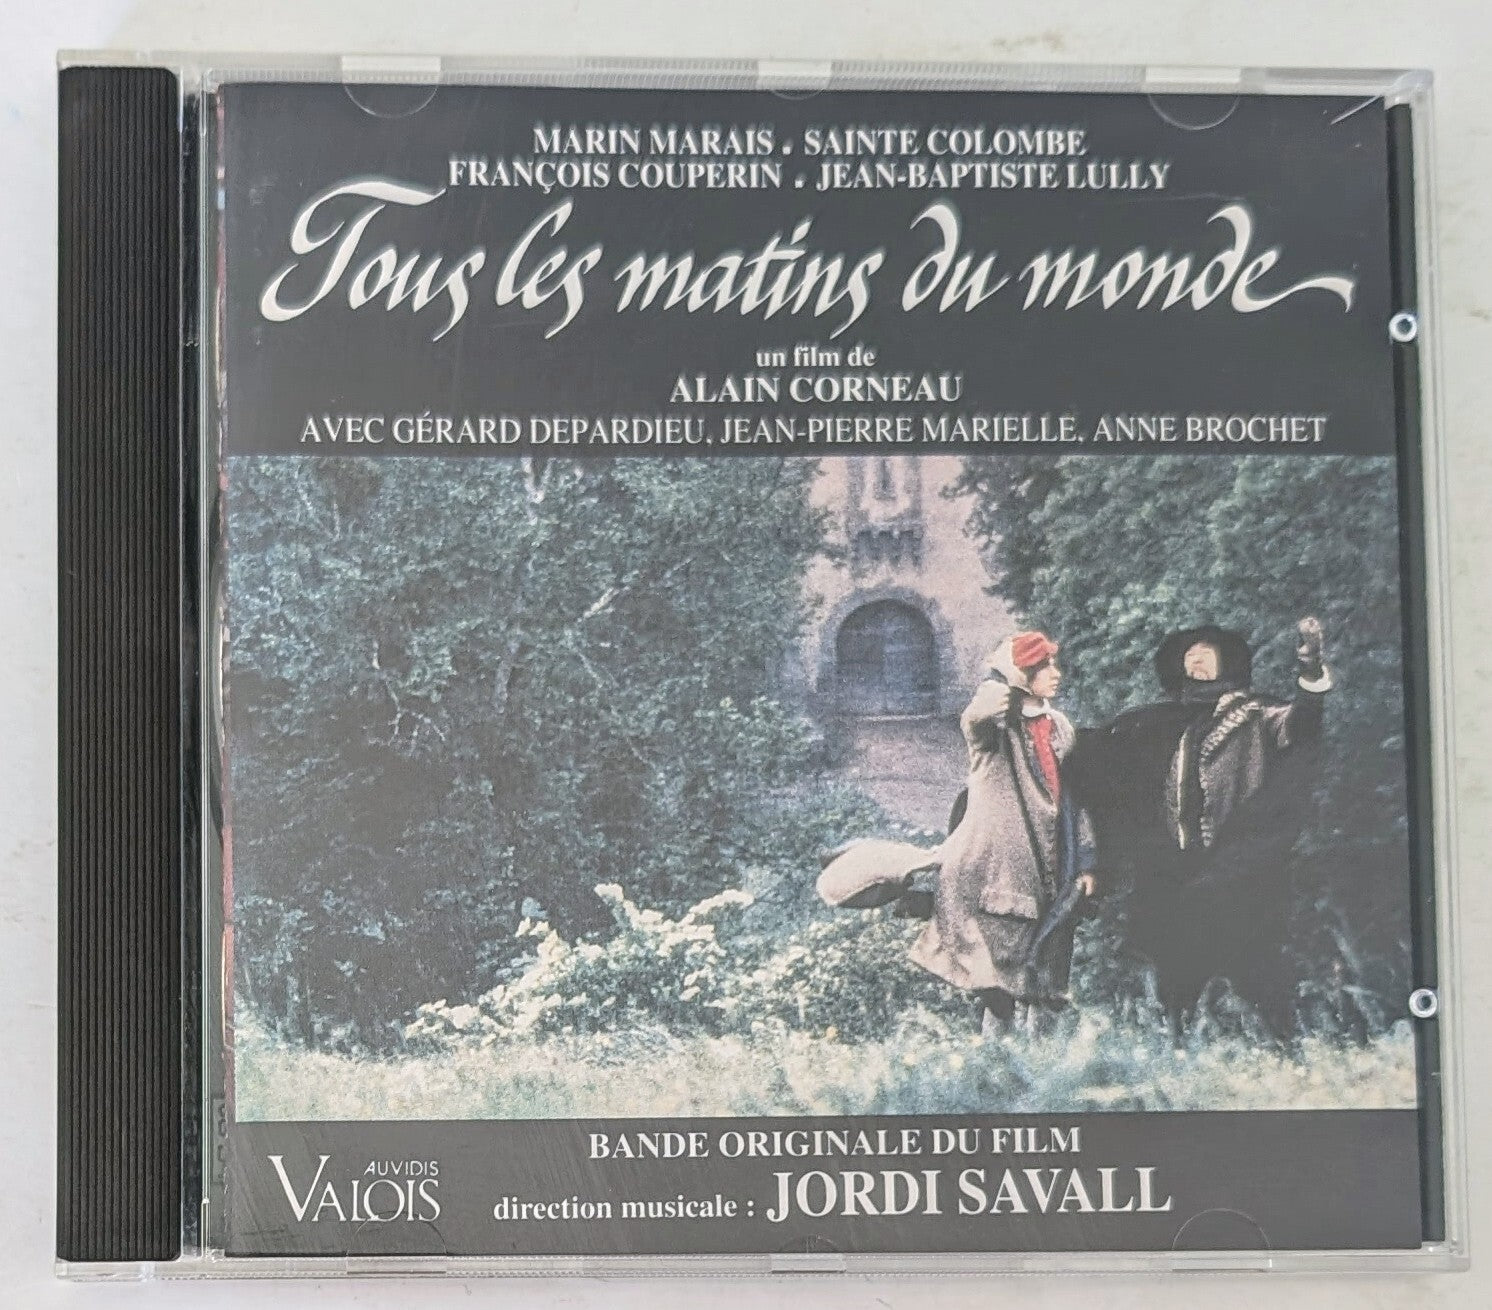 MARIN MARAIS . SAINTE COLOMBE
FRANÇOIS COUPERIN . JEAN-BAPTISTE LULLY
Tous les matins du monde
un film de
ALAIN CORNEAU
AVEC GÉRARD DEPARDIEU, JEAN-PIERRE MARIELLE, ANNE BROCHET
BANDE ORIGINALE DU FILM
AUVIDIS
VALOIS
direction musicale : JORDI SAVALL